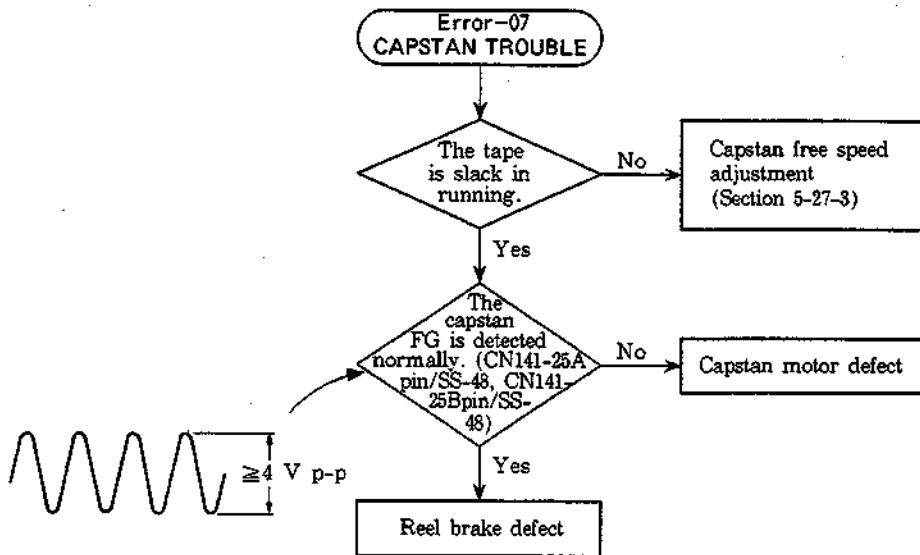 Error-07
CAPSTAN TROUBLE
The tape
is slack in
running.
No
Capstan free speed
adjustment
(Section 5-27-3)
Yes
The
capstan
FG is detected
normally. (CN141-25A
pin/SS-48, CN141-
25Bpin/SS-
48)
No
Capstan motor defect
≧4 V p-p
Yes
Reel brake defect